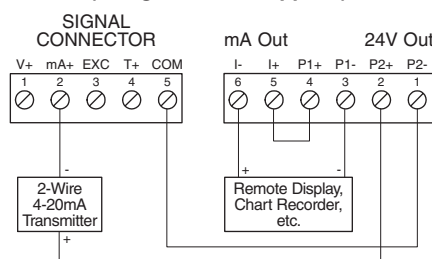 SIGNAL
CONNECTOR
mA Out 24V Out
V+ mA+ EXC T+ COM
1 2 3 4 5
I- I+ P1+ P1- P2+ P2-
6 5 4 3 2 1
- + -
2-Wire
4-20mA
Transmitter
+
Remote Display,
Chart Recorder,
etc.